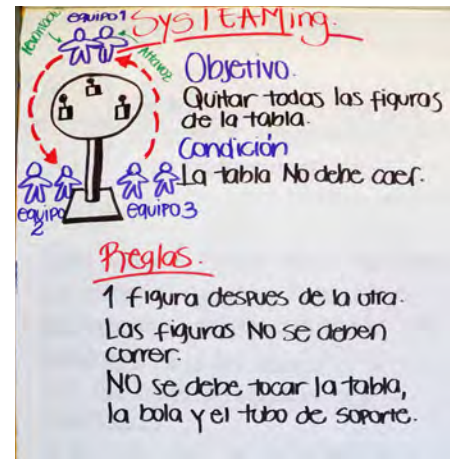 SysTEAMing.
equipo 1
Altavoz
Objetivo.
Quitar todas las figuras
de la tabla.
Condición
La tabla No debe caer.
equipo
2
equipo 3
Reglas.
1 figura despues de la otra.
Las figuras No se deben
correr.
NO se debe tocar la tabla,
la bola y el tubo de soporte.